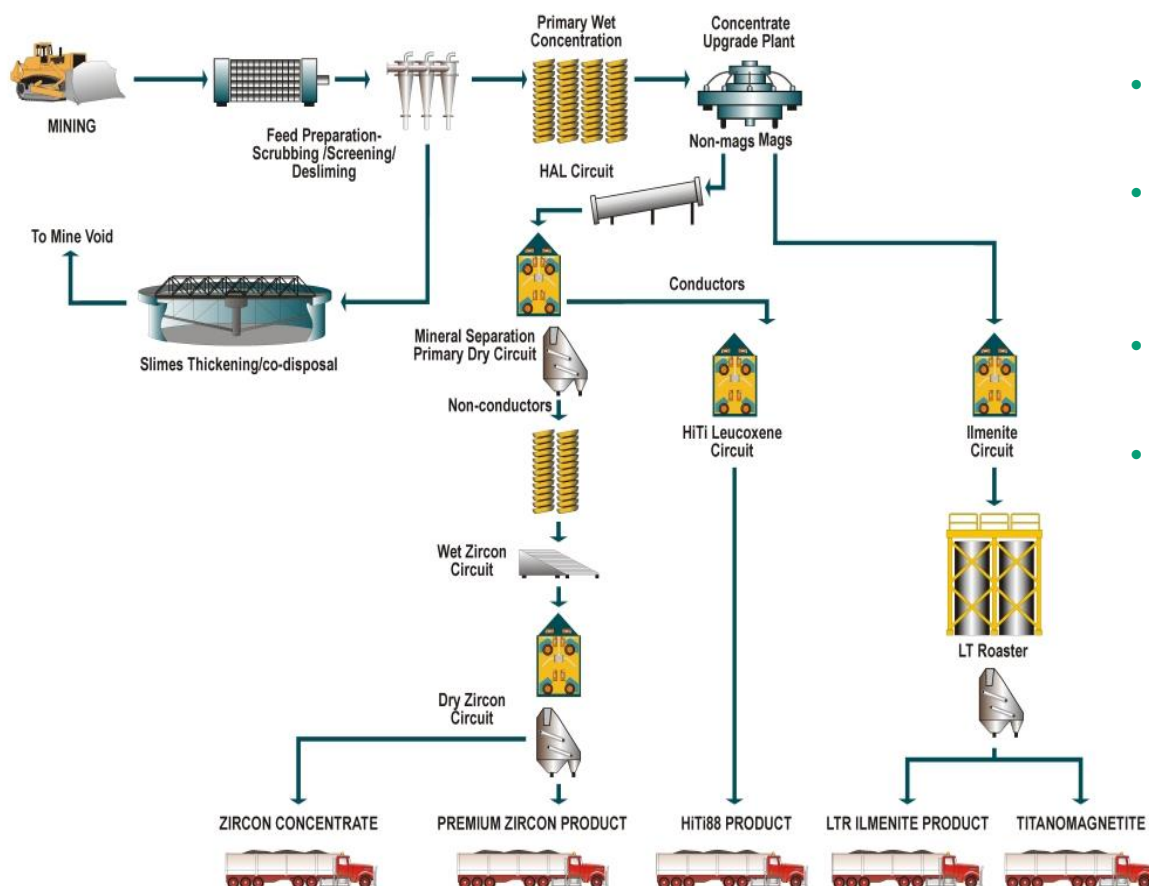 Primary Wet
Concentration
Concentrate
Upgrade Plant
MINING
Feed Preparation-
Scrubbing /Screening/
Desliming
Non-mags Mags
HAL Circuit
To Mine Void
Conductors
Mineral Separation
Primary Dry Circuit
Slimes Thickening/co-disposal
Non-conductors
HiTi Leucoxene
Circuit
Ilmenite
Circuit
Wet Zircon
Circuit
LT Roaster
Dry Zircon
Circuit
ZIRCON CONCENTRATE
PREMIUM ZIRCON PRODUCT
HiTi88 PRODUCT
LTR ILMENITE PRODUCT
TITANOMAGNETITE